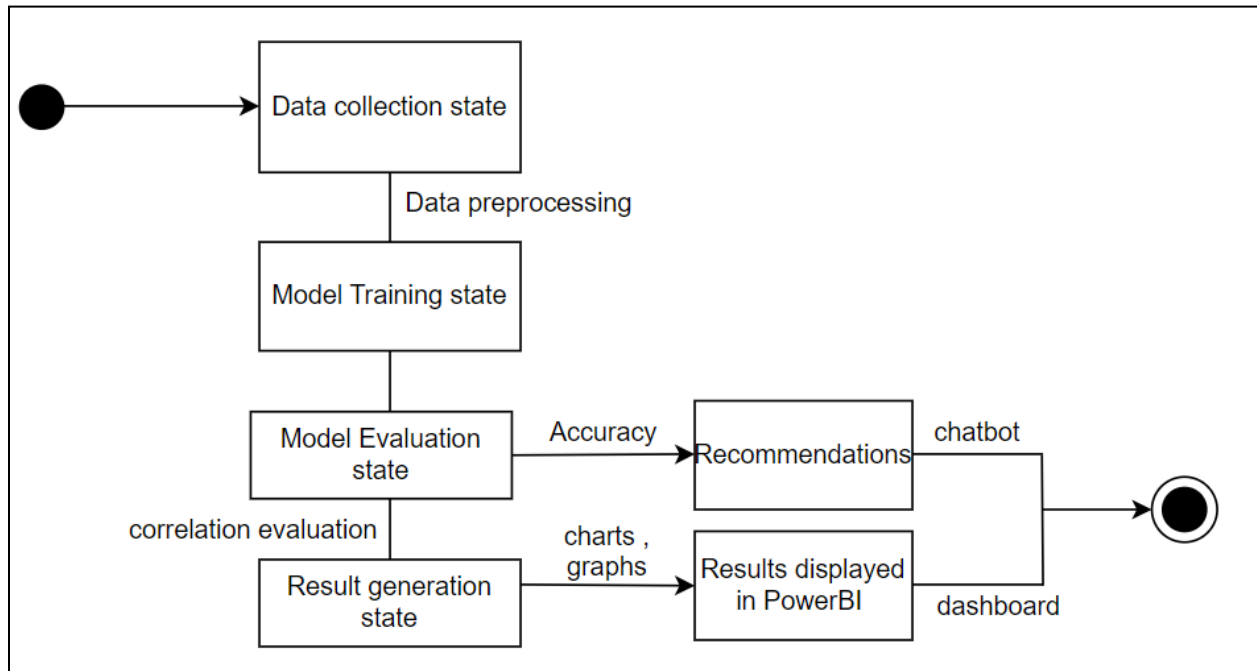 Data collection state
Data preprocessing
Model Training state
Model Evaluation
state
Accuracy
Recommendations
chatbot
correlation evaluation
Result generation
state
charts ,
graphs
Results displayed
in PowerBI
dashboard